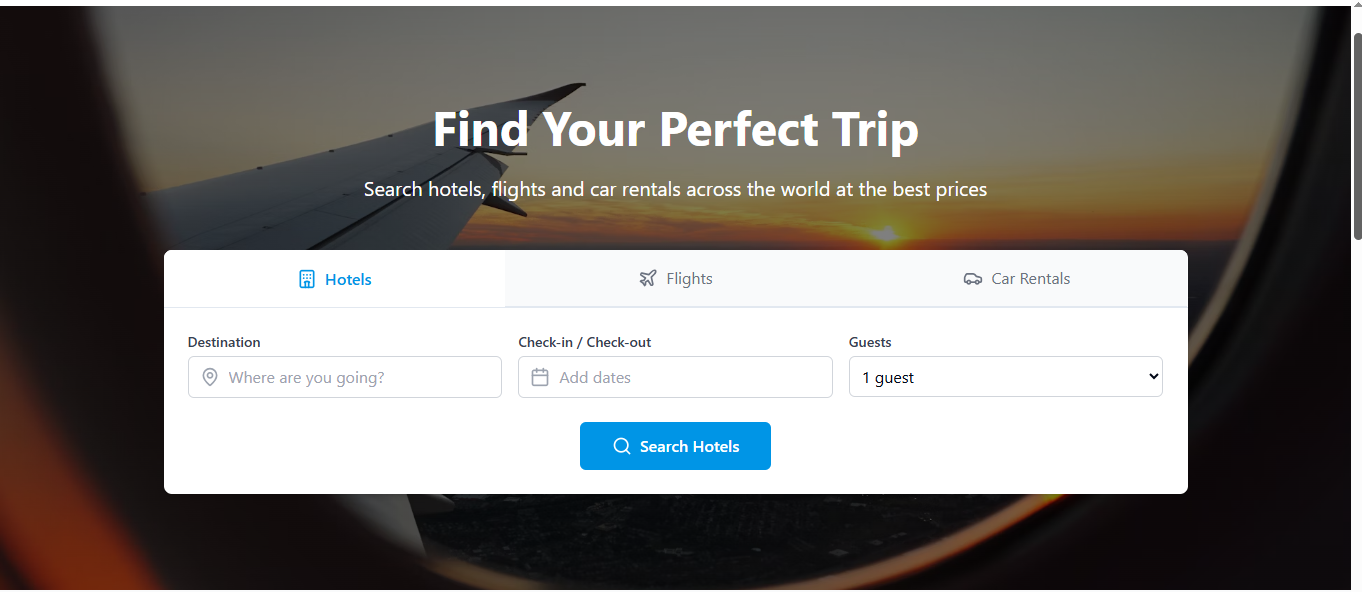 Find Your Perfect Trip
Search hotels, flights and car rentals across the world at the best prices
Hotels
Flights
Car Rentals
Destination
Check-in / Check-out
Guests
Where are you going?
Add dates
1 guest
Search Hotels